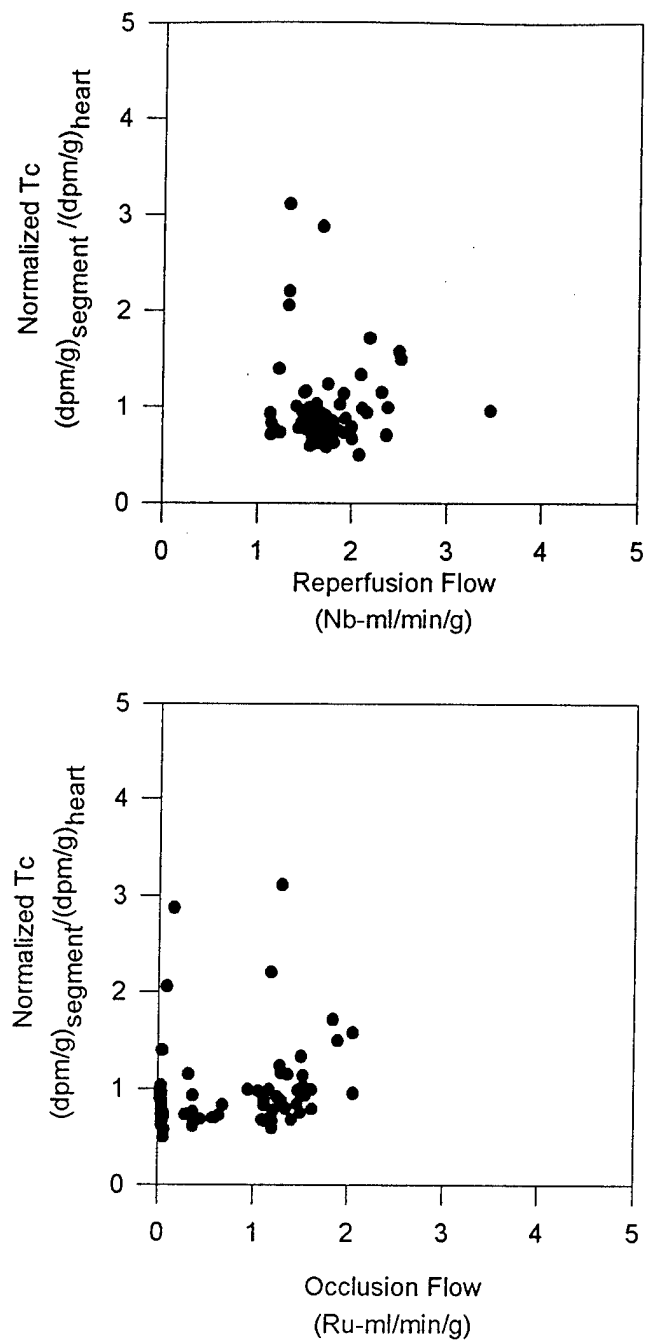 5
4
3
2
1
0
Normalized Tc
(dpm/g)segment/(dpm/g)heart
0 1 2 3 4 5
Reperfusion Flow
(Nb-ml/min/g)
5
4
3
2
1
0
Normalized Tc
(dpm/g)segment/(dpm/g)heart
0 1 2 3 4 5
Occlusion Flow
(Ru-ml/min/g)